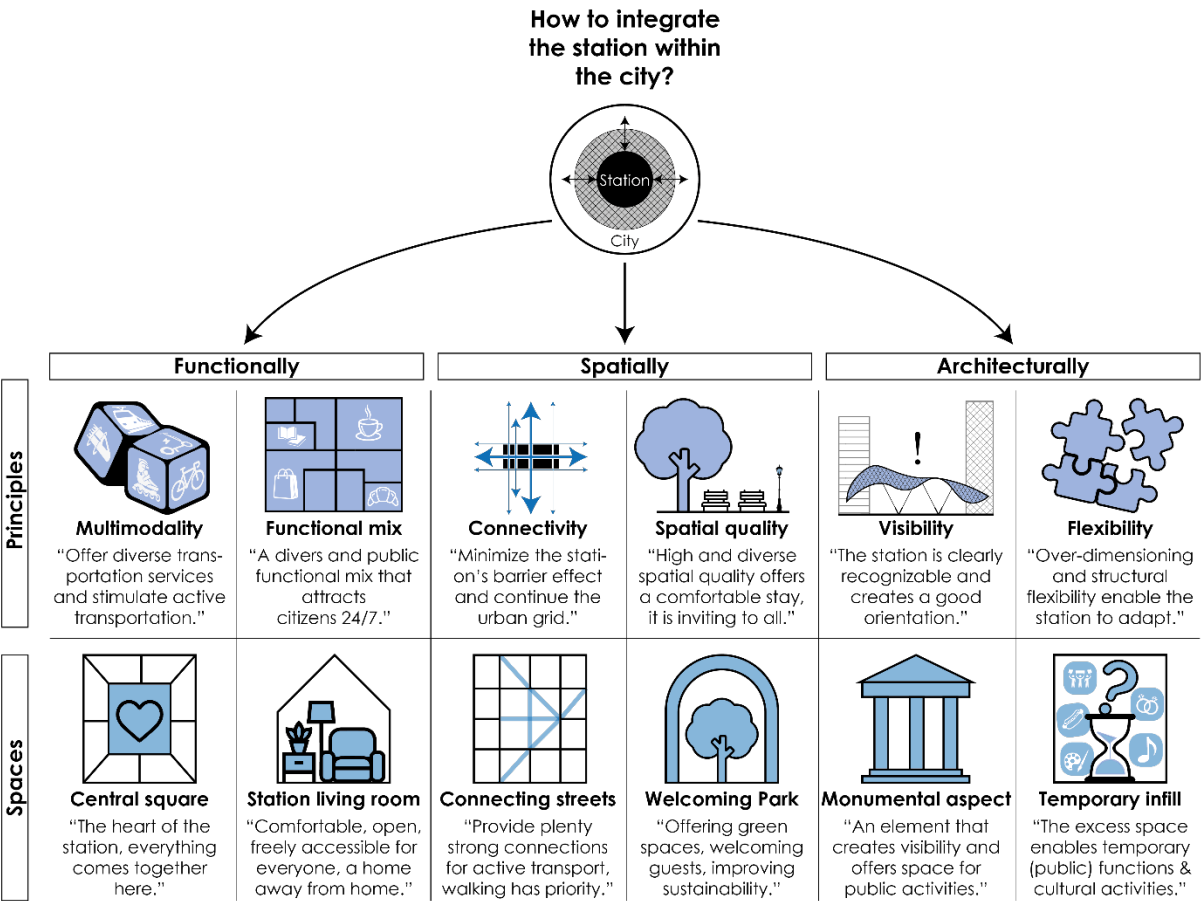 How to integrate
the station within
the city?
Station
City
Functionally
Spatially
Architecturally
Principles
Multimodality
“Offer diverse trans-
portation services
and stimulate active
transportation.”
Functional mix
“A divers and public
functional mix that
attracts
citizens 24/7.”
Connectivity
“Minimize the stati-
on’s barrier effect
and continue the
urban grid.”
Spatial quality
“High and diverse
spatial quality offers
a comfortable stay,
it is inviting to all.”
!
Visibility
“The station is clearly
recognizable and
creates a good
orientation.”
Flexibility
“Over-dimensioning
and structural
flexibility enable the
station to adapt.”
Spaces
Central square
“The heart of the
station, everything
comes together
here.”
Station living room
“Comfortable, open,
freely accessible for
everyone, a home
away from home.”
Connecting streets
“Provide plenty
strong connections
for active transport,
walking has priority.”
Welcoming Park
“Offering green
spaces, welcoming
guests, improving
sustainability.”
Monumental aspect
“An element that
creates visibility and
offers space for
public activities.”
?
Temporary infill
“The excess space
enables temporary
(public) functions &
cultural activities.”